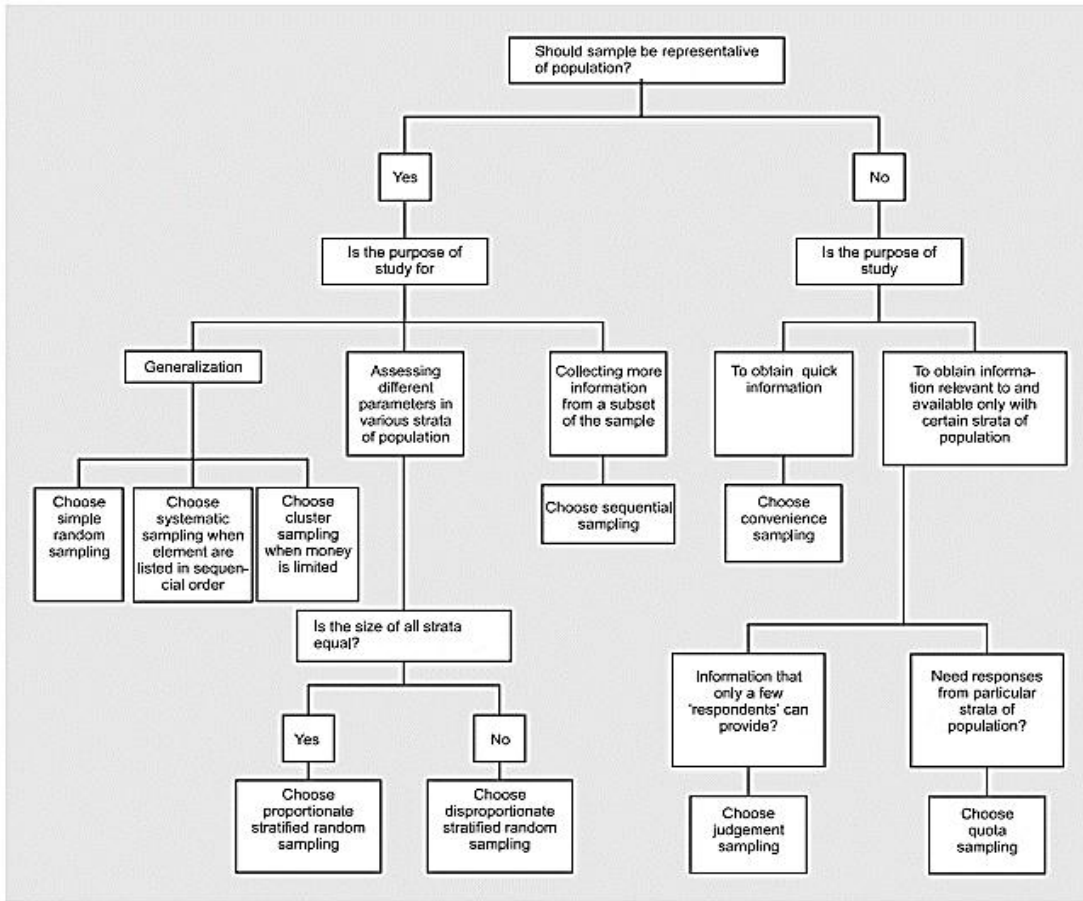 Should sample be representative
of population?
Yes
No
Is the purpose of
study for
Is the purpose of
study
Generalization
Assessing
different
parameters in
various strata
of population
Collecting more
information
from a subset
of the sample
To obtain quick
information
To obtain informa-
tion relevant to and
available only with
certain strata of
population
Choose
simple
random
sampling
Choose
systematic
sampling when
element are
listed in sequen-
cial order
Choose
cluster
sampling
when money
is limited
Choose sequential
sampling
Choose
convenience
sampling
Is the size of all strata
equal?
Information that
only a few
'respondents' can
provide?
Need responses
from particular
strata of
population?
Yes
No
Choose
proportionate
stratified random
sampling
Choose
disproportionate
stratified random
sampling
Choose
judgement
sampling
Choose
quota
sampling